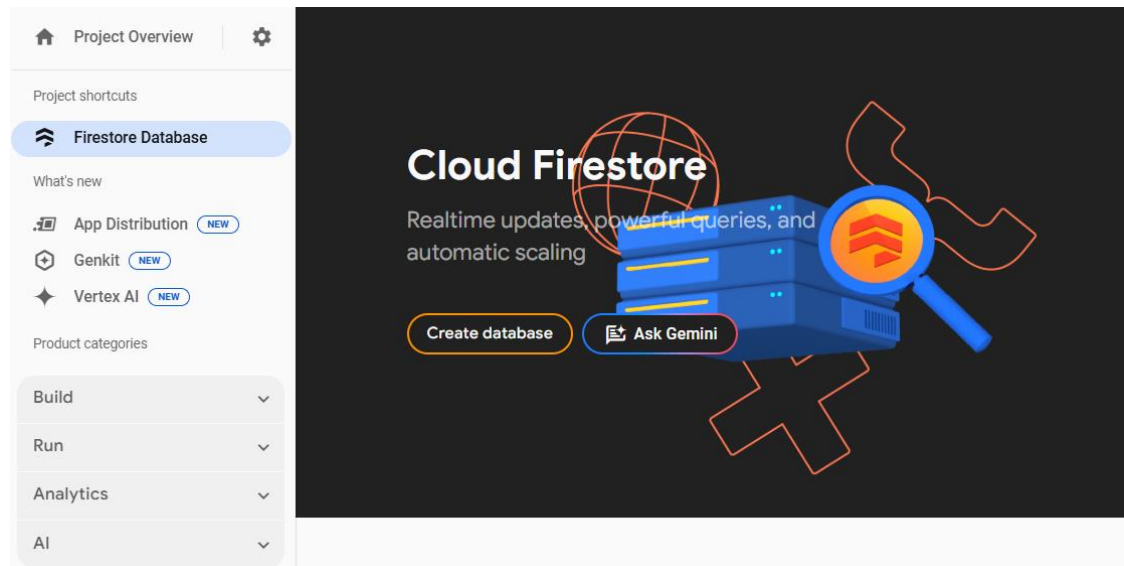 Project Overview
Project shortcuts
Firestore Database
What's new
App Distribution NEW
Genkit NEW
Vertex AI NEW
Product categories
Build
Run
Analytics
AI
Cloud Firestore
Realtime updates, powerful queries, and
automatic scaling
Create database
Ask Gemini